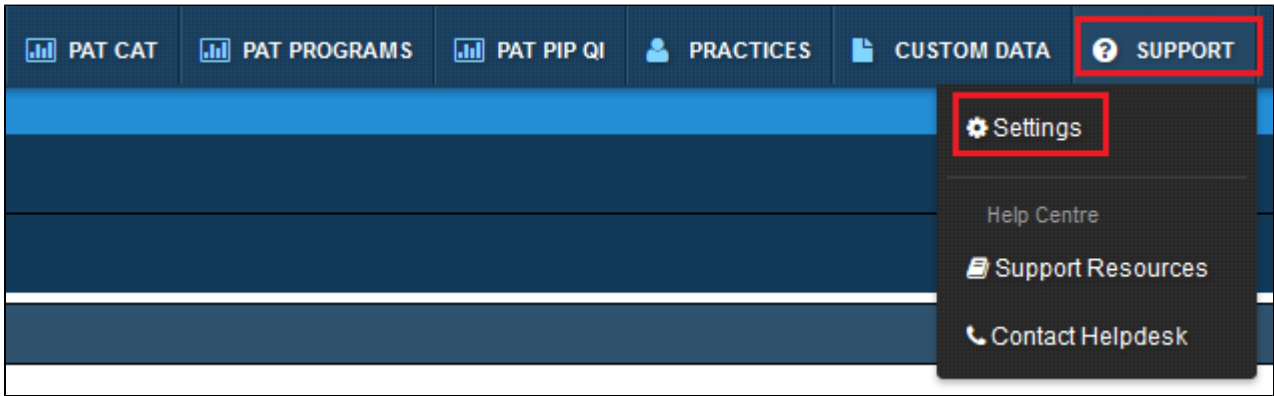 PAT CAT PAT PROGRAMS PAT PIP QI PRACTICES CUSTOM DATA SUPPORT
Settings
Help Centre
Support Resources
Contact Helpdesk